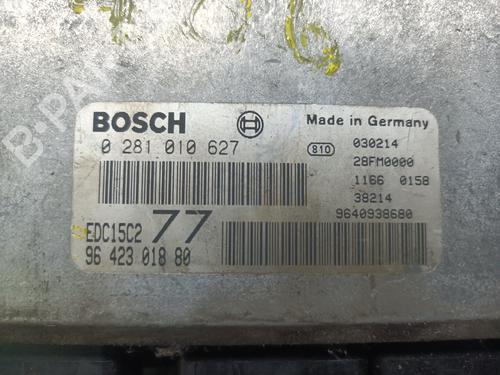 BOSCH
Made in Germany
0 281 010 627
810
030214
28FM0000
1166 0158
38214
9640938680
EDC15C2
77
96 423 018 80